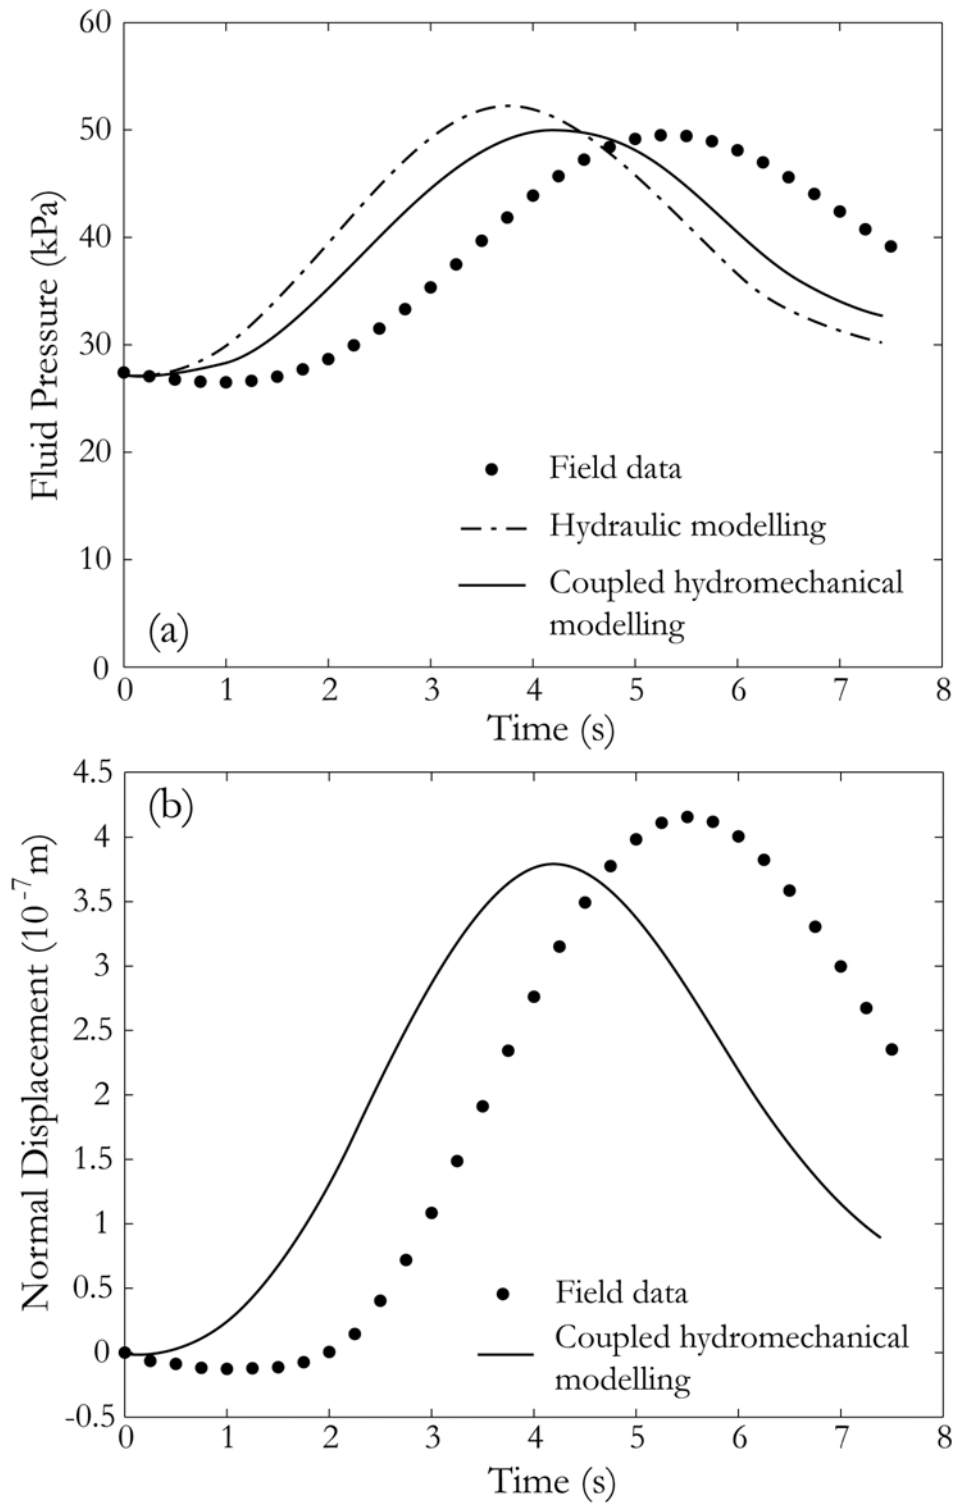 60
50
40
30
20
10
0
Fluid Pressure (kPa)
Field data
Hydraulic modelling
Coupled hydromechanical
modelling
(a)
0 1 2 3 4 5 6 7 8
Time (s)
4.5
4
3.5
3
2.5
2
1.5
1
0.5
0
-0.5
Normal Displacement (10⁻⁷ m)
(b)
Field data
Coupled hydromechanical
modelling
0 1 2 3 4 5 6 7 8
Time (s)